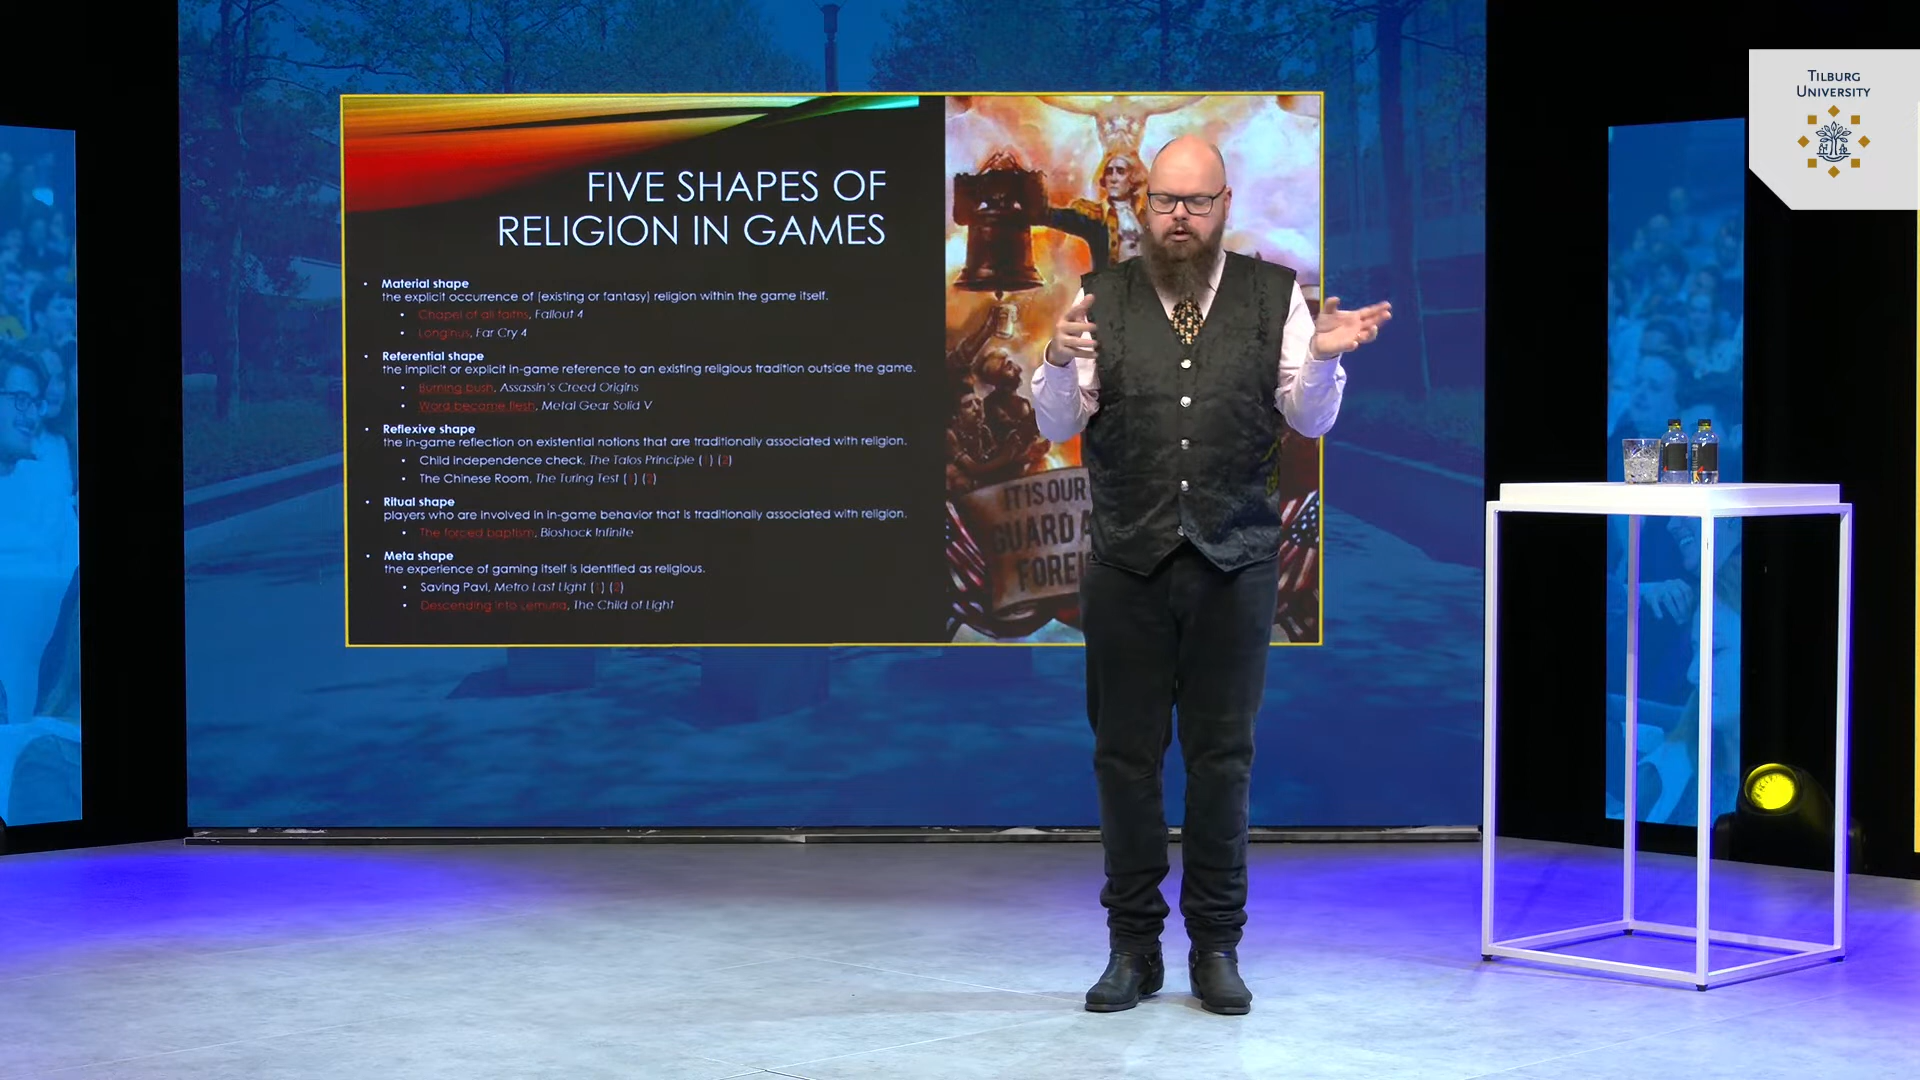 FIVE SHAPES OF
RELIGION IN GAMES
• Material shape
the explicit occurrence of (existing or fantasy) religion within the game itself.
• Chapel of all faiths, Fallout 4
• Longinus, Far Cry 4
• Referential shape
the implicit or explicit in-game reference to an existing religious tradition outside the game.
• Burning bush, Assassin's Creed Origins
• Word became flesh, Metal Gear Solid V
• Reflexive shape
the in-game reflection on existential notions that are traditionally associated with religion.
• Child independence check, The Talos Principle (1) (2)
• The Chinese Room, The Turing Test (1) (2)
• Ritual shape
players who are involved in in-game behavior that is traditionally associated with religion.
• The forced baptism, Bioshock Infinite
• Meta shape
the experience of gaming itself is identified as religious.
• Saving Pavl, Metro Last Light (1) (2)
• Descending into Lemuria, The Child of Light
IT IS OUR
GUARD A
FOREI
TILBURG
UNIVERSITY